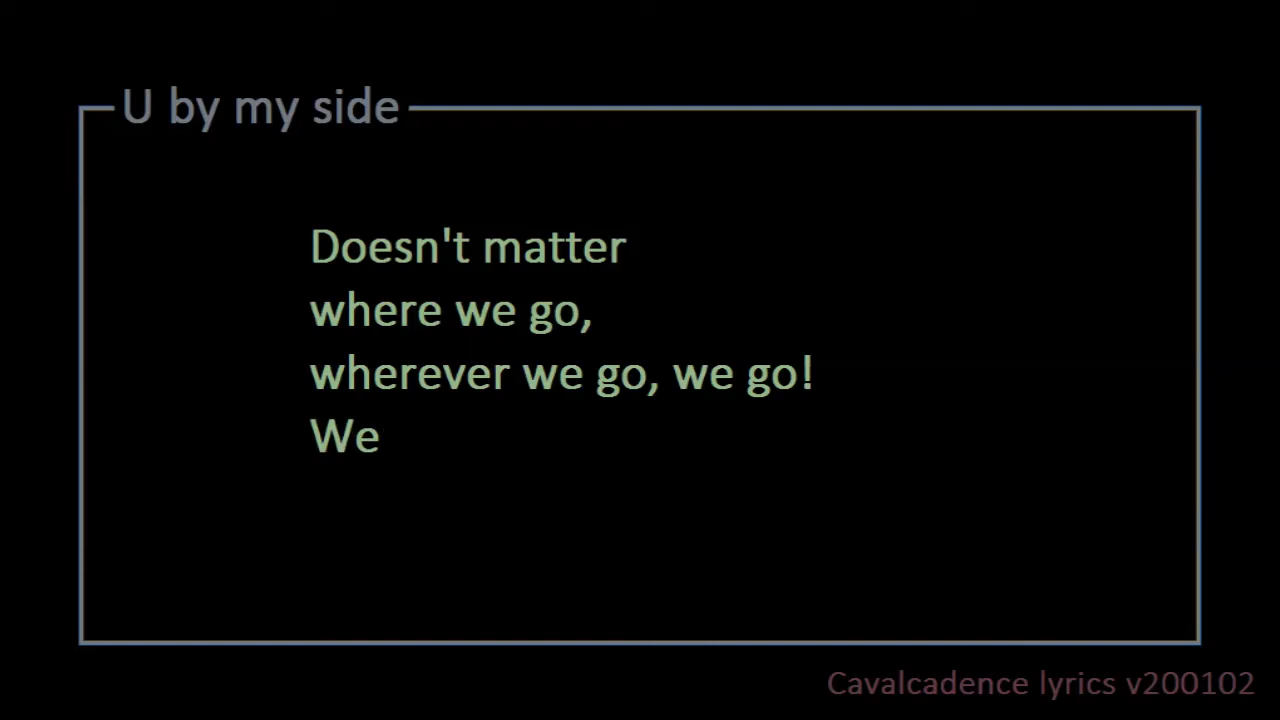 U by my side
Doesn't matter
where we go,
wherever we go, we go!
We
Cavalcadence lyrics v200102